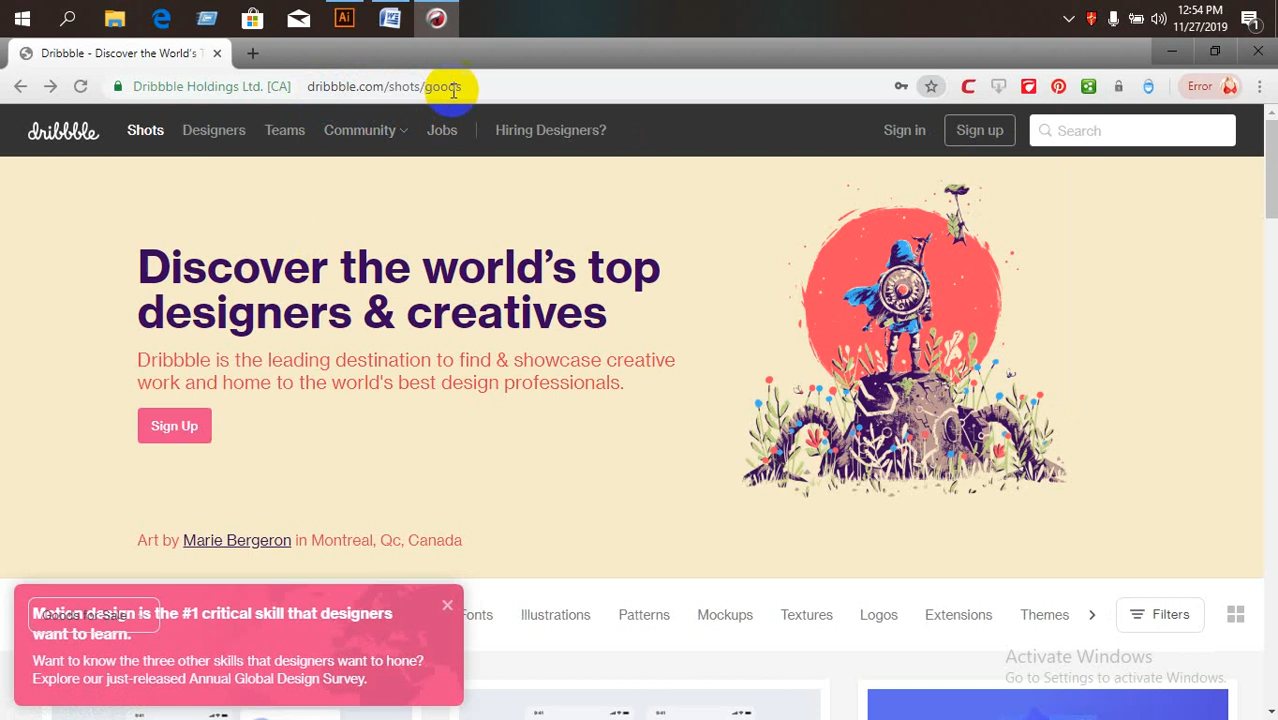 12:54 PM
11/27/2019
1
Dribbble - Discover the World's T
Dribbble Holdings Ltd. [CA]
dribbble.com/shots/goods
Error
dribbble
Shots
Designers
Teams
Community
Jobs
Hiring Designers?
Sign in
Sign up
Search
Discover the world's top
designers & creatives
Dribbble is the leading destination to find & showcase creative
work and home to the world's best design professionals.
Sign Up
Art by Marie Bergeron in Montreal, Qc, Canada
Goods for Sale
Motion design is the #1 critical skill that designers
want to learn.
Want to know the three other skills that designers want to hone?
Explore our just-released Annual Global Design Survey.
Fonts
Illustrations
Patterns
Mockups
Textures
Logos
Extensions
Themes
Filters
Activate Windows
Go to Settings to activate Windows.